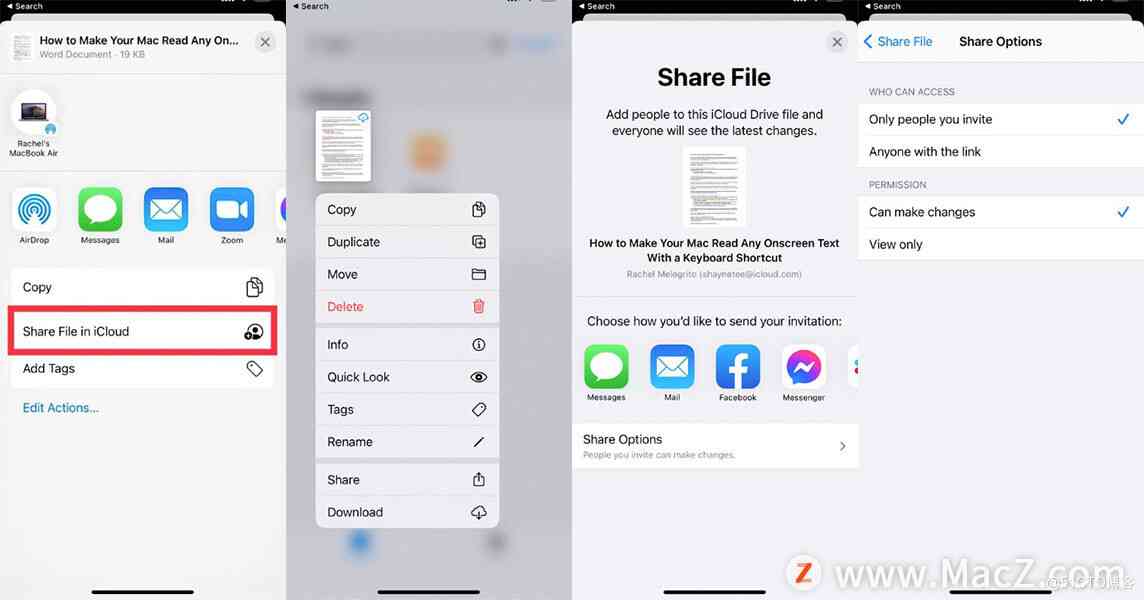 ◀ Search
How to Make Your Mac Read Any On...
Word Document · 19 KB
Rachel's
MacBook Air
AirDrop
Messages
Mail
Zoom
Me
Copy
Share File in iCloud
Add Tags
Edit Actions...
◀ Search
Copy
Duplicate
Move
Delete
Info
Quick Look
Tags
Rename
Share
Download
◀ Search
Share File
Add people to this iCloud Drive file and
everyone will see the latest changes.
How to Make Your Mac Read Any Onscreen Text
With a Keyboard Shortcut
Rachel Melegrito (shaynatee@icloud.com)
Choose how you'd like to send your invitation:
Messages
Mail
Facebook
Messenger
Share Options
People you invite can make changes.
◀ Search
Share File
Share Options
WHO CAN ACCESS
Only people you invite
Anyone with the link
PERMISSION
Can make changes
View only
Z www.MacZ.com
@51CTO博客